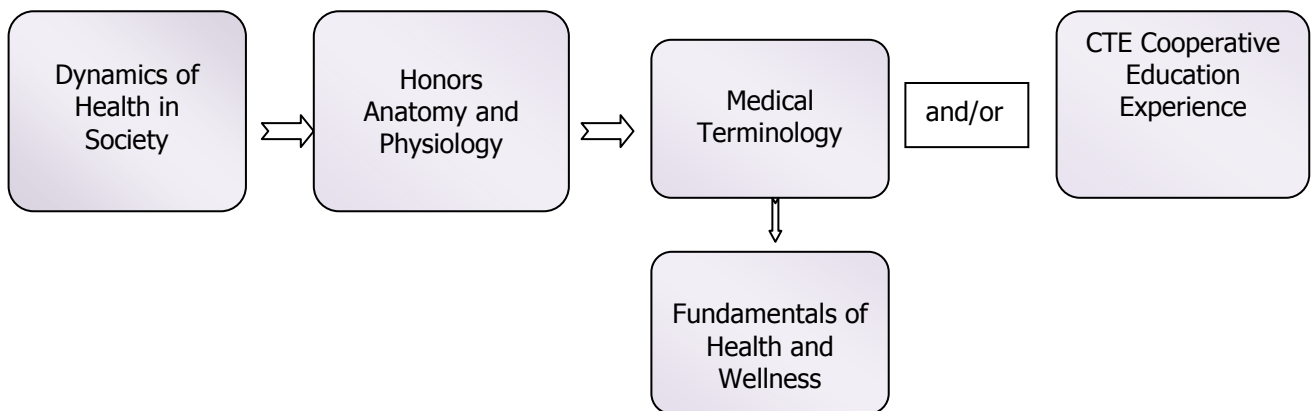 Dynamics of
Health in
Society
Honors
Anatomy and
Physiology
Medical
Terminology
and/or
CTE Cooperative
Education
Experience
Fundamentals of
Health and
Wellness